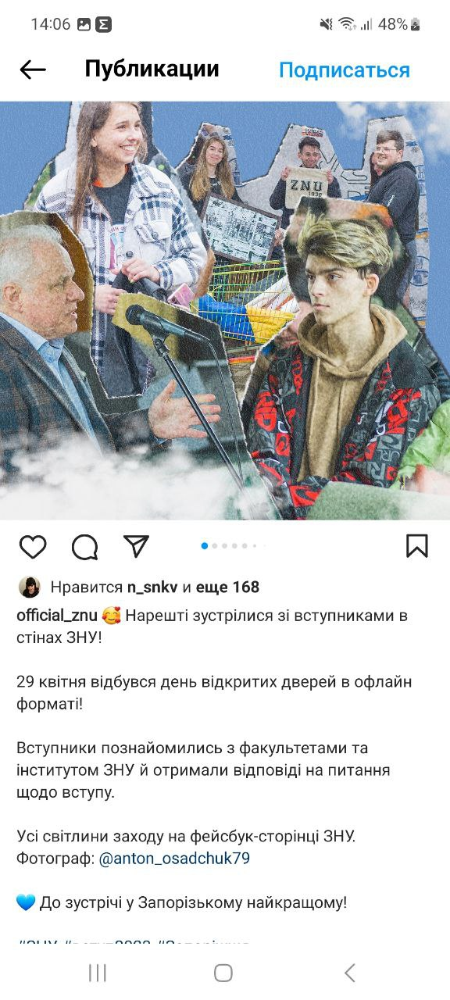 14:06
48%
Публикации
Подписаться
ZNU
1930
Нравится n_snkv и еще 168
official_znu 🥰 Нарешті зустрілися зі вступниками в
стінах ЗНУ!
29 квітня відбувся день відкритих дверей в офлайн
форматі!
Вступники познайомились з факультетами та
інститутом ЗНУ й отримали відповіді на питання
щодо вступу.
Усі світлини заходу на фейсбук-сторінці ЗНУ.
Фотограф: @anton_osadchuk79
💙 До зустрічі у Запорізькому найкращому!